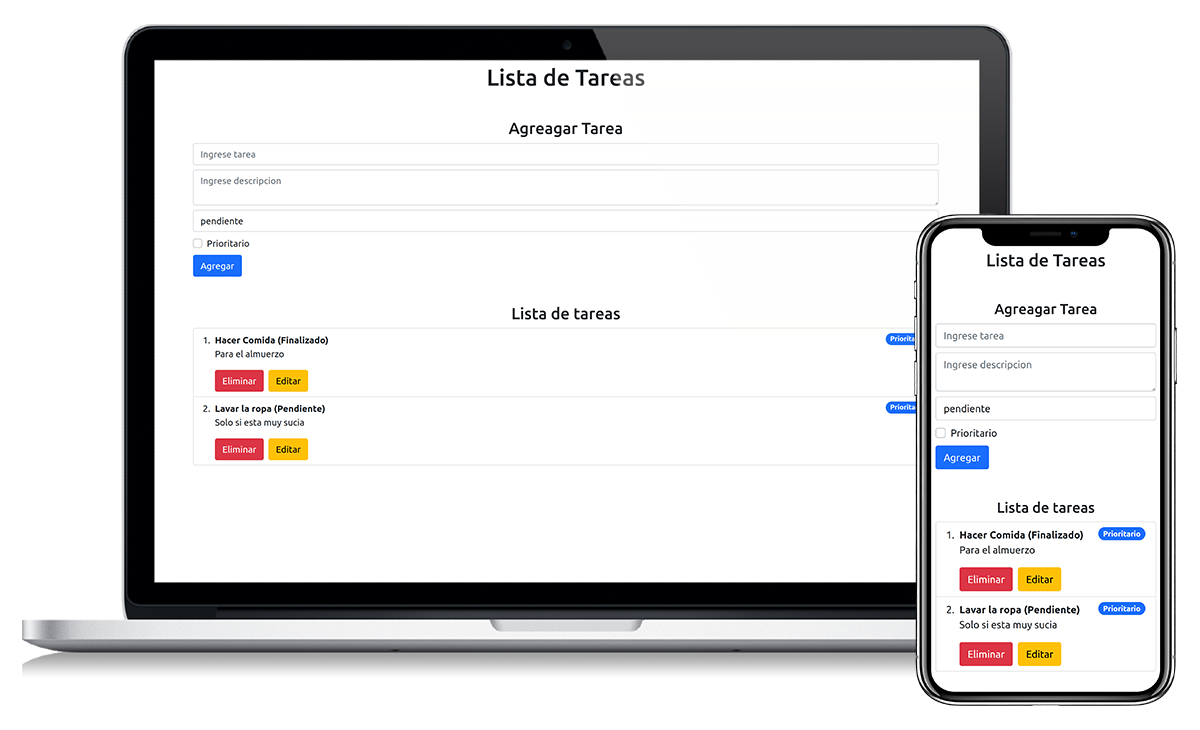 Lista de Tareas
Agreagar Tarea
Ingrese tarea
Ingrese descripcion
pendiente
Prioritario
Agregar
Lista de tareas
1. Hacer Comida (Finalizado) Priorita
Para el almuerzo
Eliminar Editar
2. Lavar la ropa (Pendiente) Priorita
Solo si esta muy sucia
Eliminar Editar
Lista de Tareas
Agreagar Tarea
Ingrese tarea
Ingrese descripcion
pendiente
Prioritario
Agregar
Lista de tareas
1. Hacer Comida (Finalizado) Prioritario
Para el almuerzo
Eliminar Editar
2. Lavar la ropa (Pendiente) Prioritario
Solo si esta muy sucia
Eliminar Editar